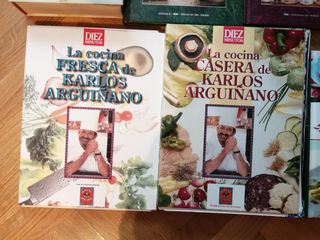 DIEZ
MINUTOS
La cocina
FRESCA de
KARLOS
ARGUIÑANO
DIEZ
MINUTOS
La cocina
CASERA de
KARLOS
ARGUIÑANO